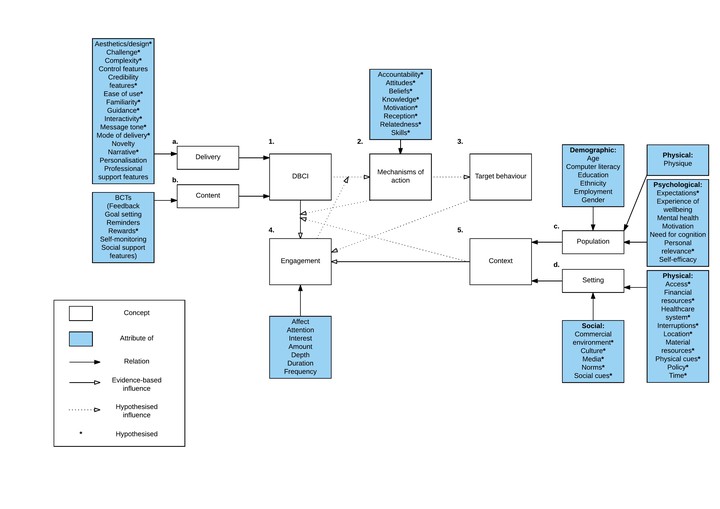 Aesthetics/design*
Challenge*
Complexity*
Control features
Credibility
features*
Ease of use*
Familiarity*
Guidance*
Interactivity*
Message tone*
Mode of delivery*
Novelty
Narrative*
Personalisation
Professional
support features
BCTs
(Feedback
Goal setting
Reminders
Rewards*
Self-monitoring
Social support
features)
a.
Delivery
b.
Content
1.
DBCI
2.
Accountability*
Attitudes*
Beliefs*
Knowledge*
Motivation*
Reception*
Relatedness*
Skills*
Mechanisms of
action
3.
Target behaviour
4.
Engagement
Affect
Attention
Interest
Amount
Depth
Duration
Frequency
5.
Context
Demographic:
Age
Computer literacy
Education
Ethnicity
Employment
Gender
Physical:
Physique
Psychological:
Expectations*
Experience of
wellbeing
Mental health
Motivation
Need for cognition
Personal
relevance*
Self-efficacy
c.
Population
d.
Setting
Social:
Commercial
environment*
Culture*
Media*
Norms*
Social cues*
Physical:
Access*
Financial
resources*
Healthcare
system*
Interruptions*
Location*
Material
resources*
Physical cues*
Policy*
Time*
Concept
Attribute of
Relation
Evidence-based
influence
Hypothesised
influence
* Hypothesised